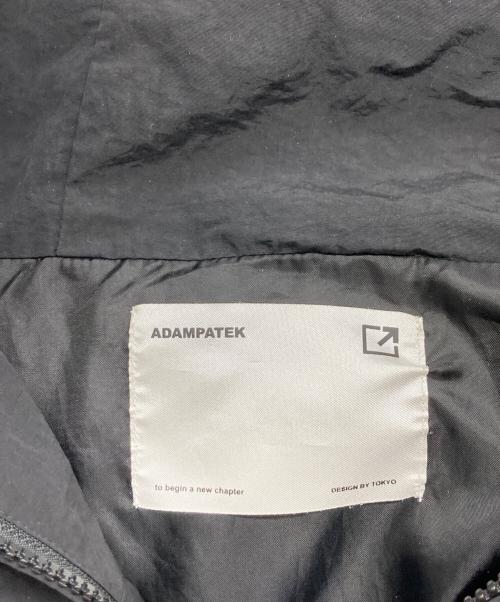 ADAMPATEK
to begin a new chapter
DESIGN BY TOKYO